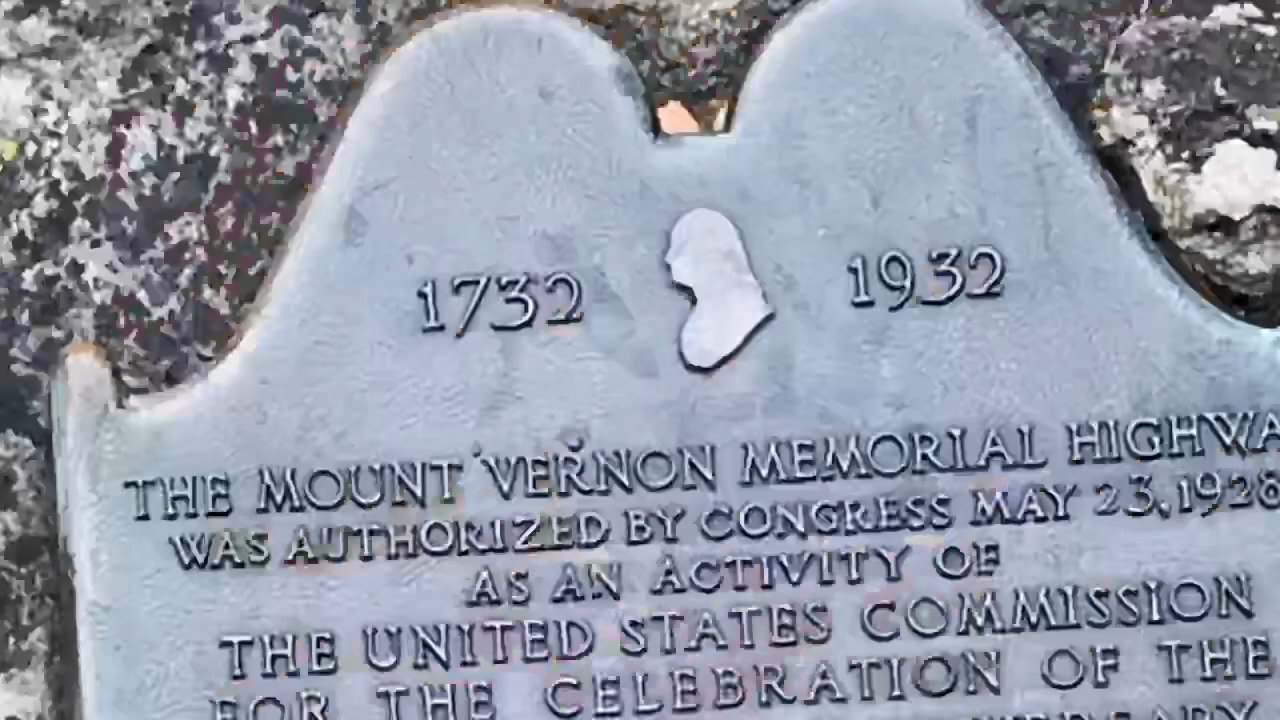 1732 1932
THE MOUNT VERNON MEMORIAL HIGHWA
WAS AUTHORIZED BY CONGRESS MAY 23, 1928
AS AN ACTIVITY OF
THE UNITED STATES COMMISSION
FOR THE CELEBRATION OF THE